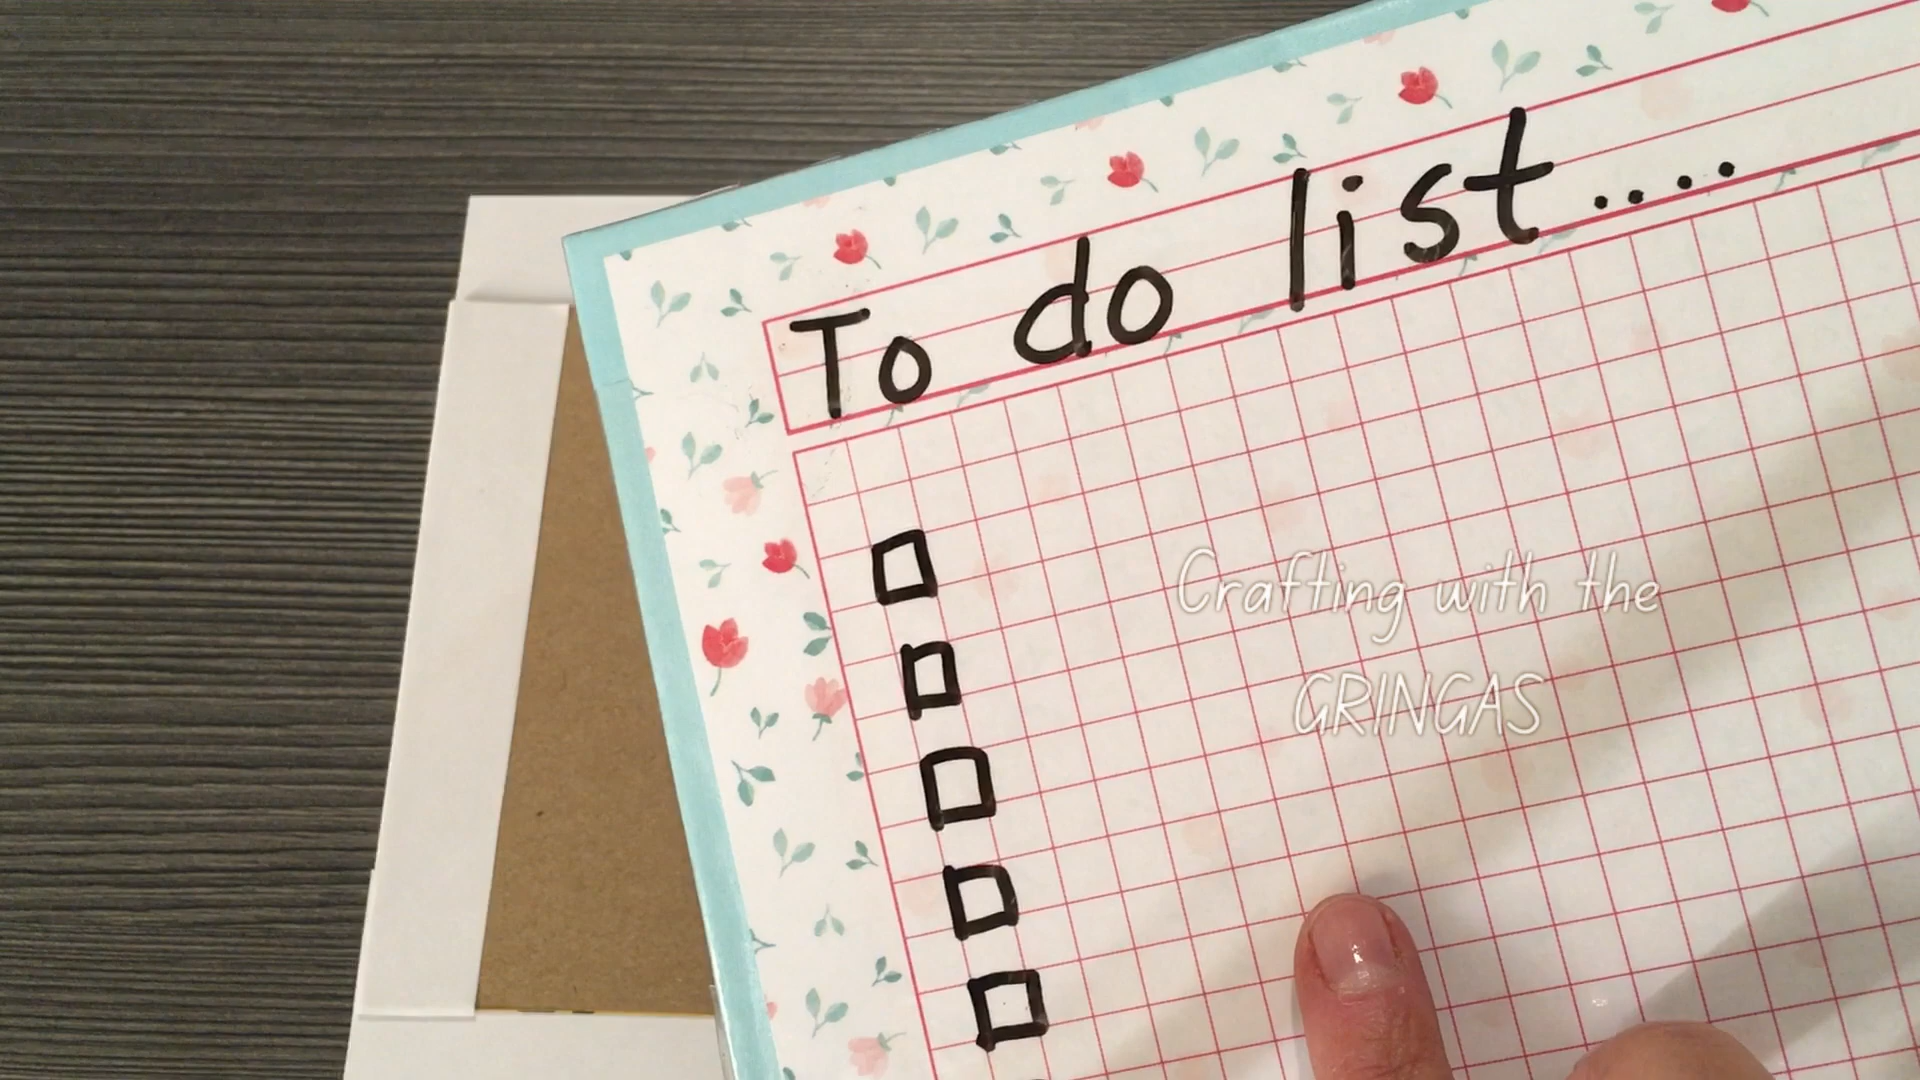 To do list....
Crafting with the
GRINGAS